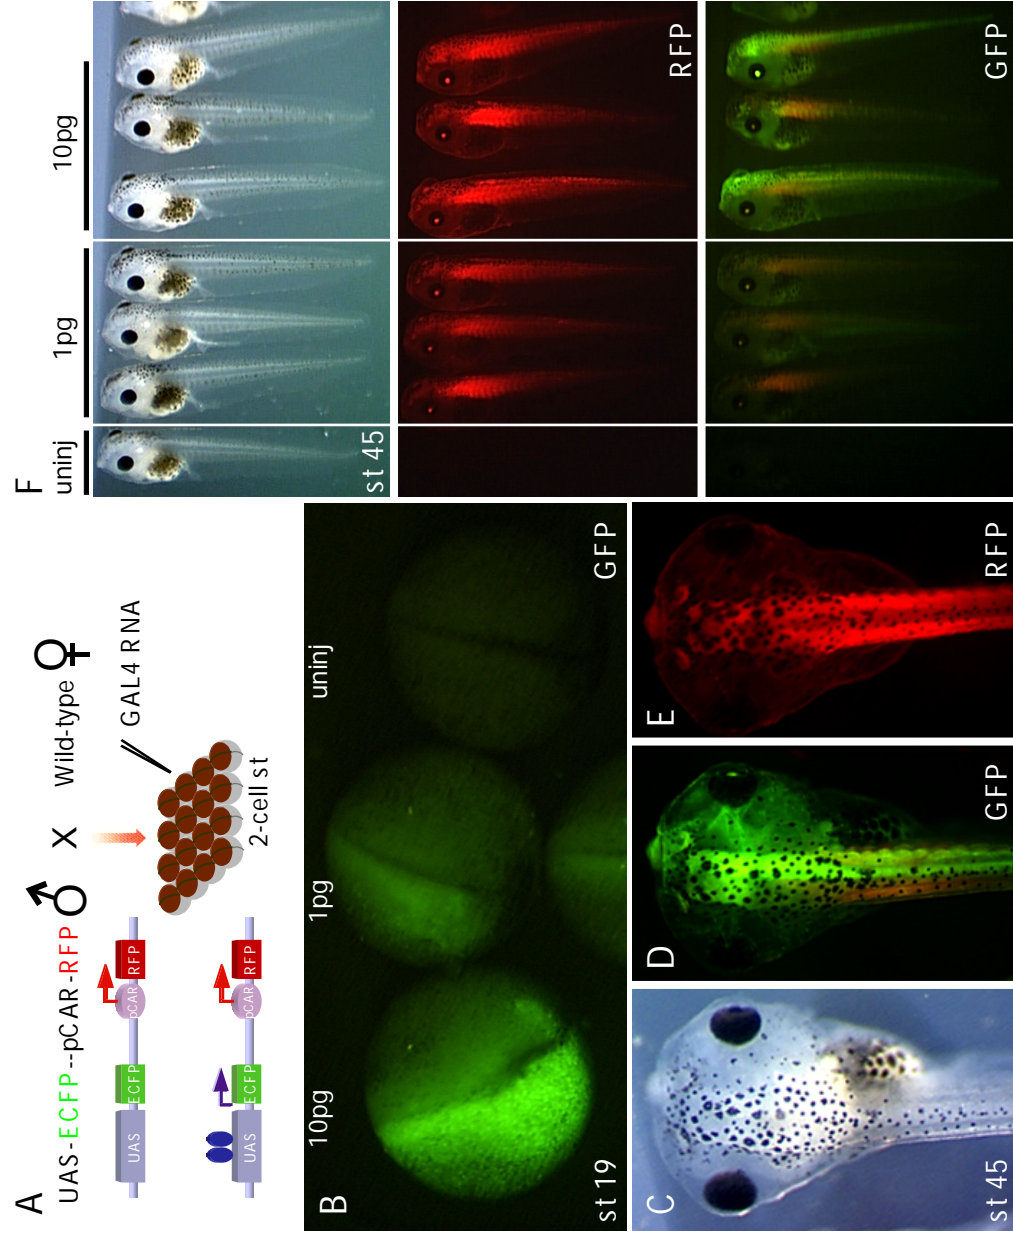 A
UAS-ECFP--pCAR-RFP
X
Wild-type
GAL4 RNA
UAS
ECFP
pCAR
RFP
UAS
ECFP
pCAR
RFP
2-cell st
B
10pg
1pg
uninj
st 19
GFP
C
st 45
D
GFP
E
RFP
F
uninj
1pg
10pg
st 45
RFP
GFP